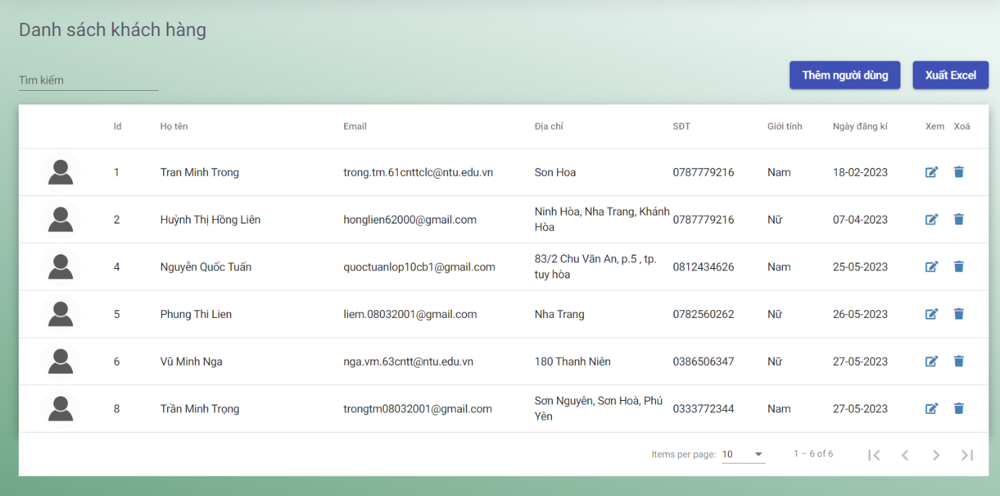 Danh sách khách hàng
Tìm kiếm
Thêm người dùng Xuất Excel
Id Họ tên Email Địa chỉ SĐT Giới tính Ngày đăng kí Xem Xoá
1 Tran Minh Trong trong.tm.61cnttclc@ntu.edu.vn Son Hoa 0787779216 Nam 18-02-2023
2 Huỳnh Thị Hồng Liên honglien62000@gmail.com Ninh Hòa, Nha Trang, Khánh Hòa 0787779216 Nữ 07-04-2023
4 Nguyễn Quốc Tuấn quoctuanlop10cb1@gmail.com 83/2 Chu Văn An, p.5 , tp. tuy hòa 0812434626 Nam 25-05-2023
5 Phung Thi Lien liem.08032001@gmail.com Nha Trang 0782560262 Nữ 26-05-2023
6 Vũ Minh Nga nga.vm.63cntt@ntu.edu.vn 180 Thanh Niên 0386506347 Nữ 27-05-2023
8 Trần Minh Trọng trongtm08032001@gmail.com Sơn Nguyên, Sơn Hoà, Phú Yên 0333772344 Nam 27-05-2023
Items per page: 10 1 – 6 of 6